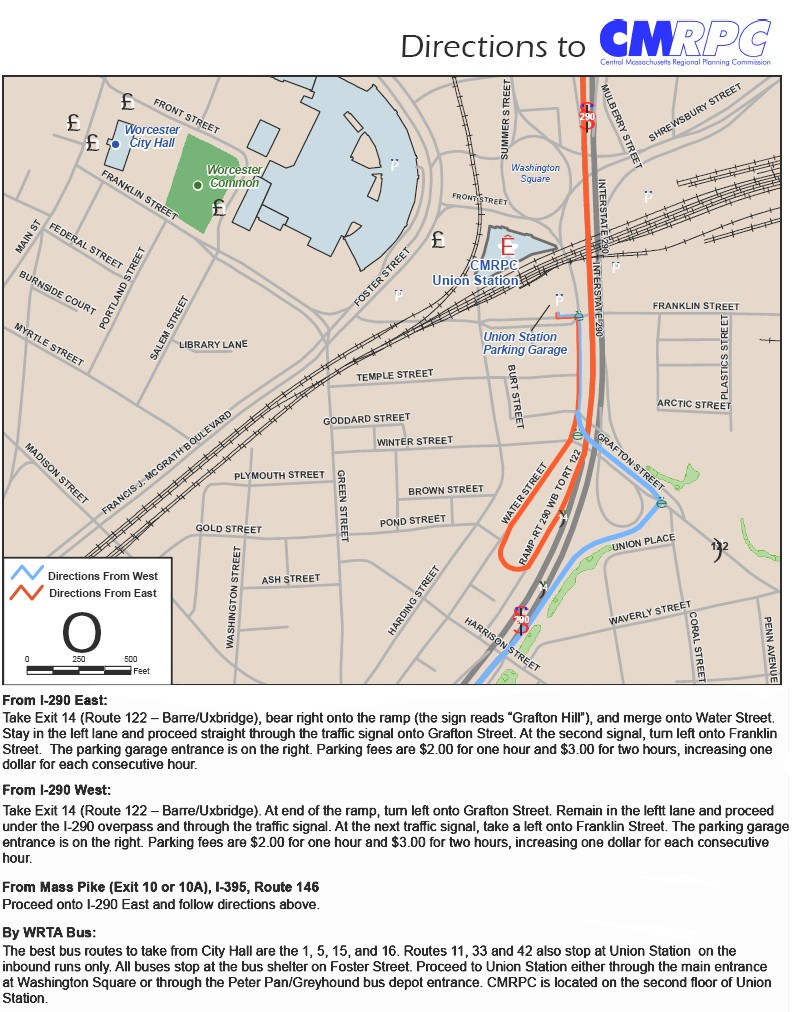 Directions to CMRPC
Central Massachusetts Regional Planning Commission
FRONT STREET
Worcester
City Hall
Worcester
Common
FRANKLIN STREET
MAIN ST
FEDERAL STREET
BURNSIDE COURT
PORTLAND STREET
MYRTLE STREET
SALEM STREET
LIBRARY LANE
FOSTER STREET
SUMMER STREET
Washington
Square
FRONT STREET
CMRPC
Union Station
290
MULBERRY STREET
SHREWSBURY STREET
INTERSTATE 290
INTERSTATE 290
FRANKLIN STREET
Union Station
Parking Garage
PLASTICS STREET
ARCTIC STREET
TEMPLE STREET
BURT STREET
GODDARD STREET
WINTER STREET
FRANCIS J. MCGRATH BOULEVARD
MADISON STREET
PLYMOUTH STREET
GREEN STREET
BROWN STREET
POND STREET
GOLD STREET
WATER STREET
RAMP-RT 290 WB TO RT 122
GRAFTON STREET
UNION PLACE
122
ASH STREET
WASHINGTON STREET
HARDING STREET
HARRISON STREET
290
WAVERLY STREET
CORAL STREET
PENN AVENUE
Directions From West
Directions From East
O
0 250 500
Feet
From I-290 East:
Take Exit 14 (Route 122 – Barre/Uxbridge), bear right onto the ramp (the sign reads “Grafton Hill”), and merge onto Water Street.
Stay in the left lane and proceed straight through the traffic signal onto Grafton Street. At the second signal, turn left onto Franklin
Street. The parking garage entrance is on the right. Parking fees are $2.00 for one hour and $3.00 for two hours, increasing one
dollar for each consecutive hour.
From I-290 West:
Take Exit 14 (Route 122 – Barre/Uxbridge). At end of the ramp, turn left onto Grafton Street. Remain in the leftt lane and proceed
under the I-290 overpass and through the traffic signal. At the next traffic signal, take a left onto Franklin Street. The parking garage
entrance is on the right. Parking fees are $2.00 for one hour and $3.00 for two hours, increasing one dollar for each consecutive
hour.
From Mass Pike (Exit 10 or 10A), I-395, Route 146
Proceed onto I-290 East and follow directions above.
By WRTA Bus:
The best bus routes to take from City Hall are the 1, 5, 15, and 16. Routes 11, 33 and 42 also stop at Union Station on the
inbound runs only. All buses stop at the bus shelter on Foster Street. Proceed to Union Station either through the main entrance
at Washington Square or through the Peter Pan/Greyhound bus depot entrance. CMRPC is located on the second floor of Union
Station.